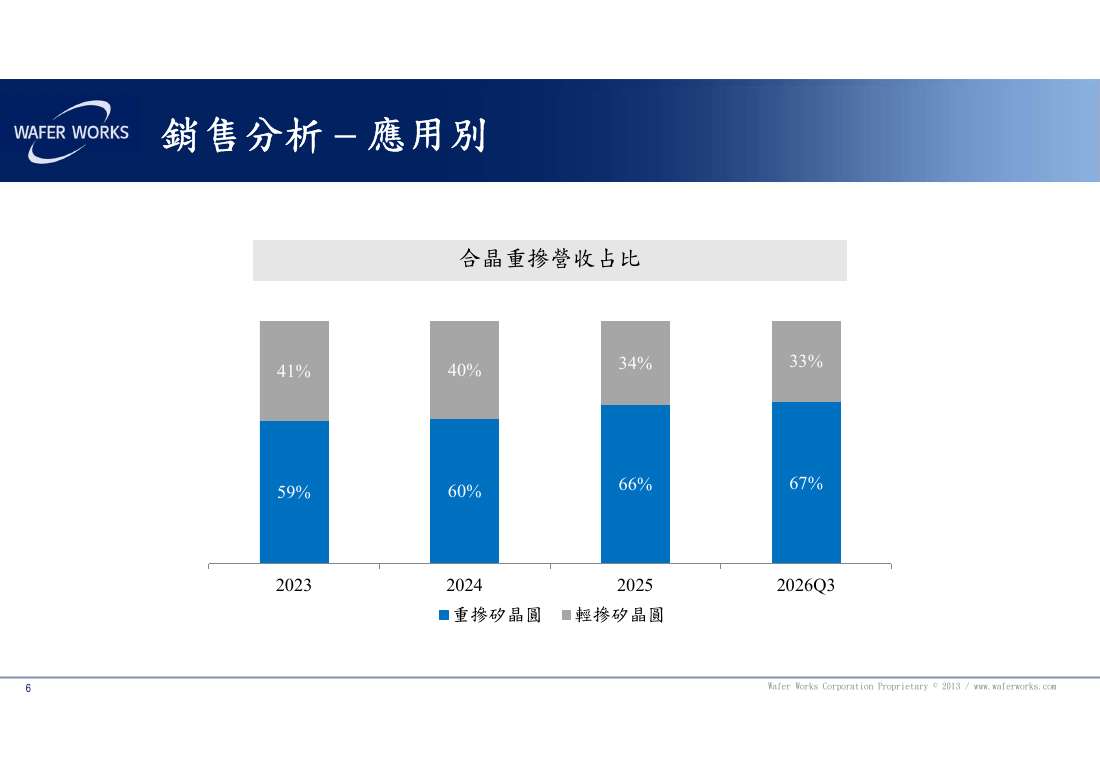 WAFER WORKS
銷售分析 – 應用別
合晶重摻營收占比
41% 40% 34% 33%
59% 60% 66% 67%
2023 2024 2025 2026Q3
重摻矽晶圓 輕摻矽晶圓
6
Wafer Works Corporation Proprietary © 2013 / www.waferworks.com